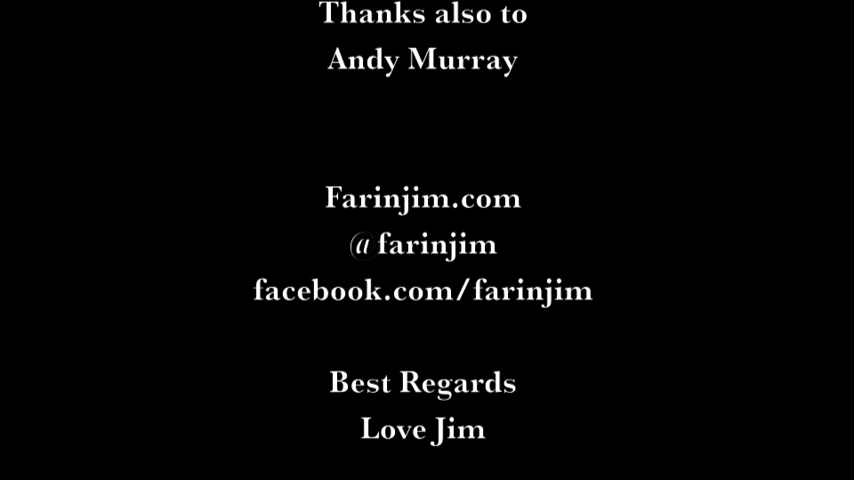 Thanks also to
Andy Murray
Farinjim.com
@farinjim
facebook.com/farinjim
Best Regards
Love Jim